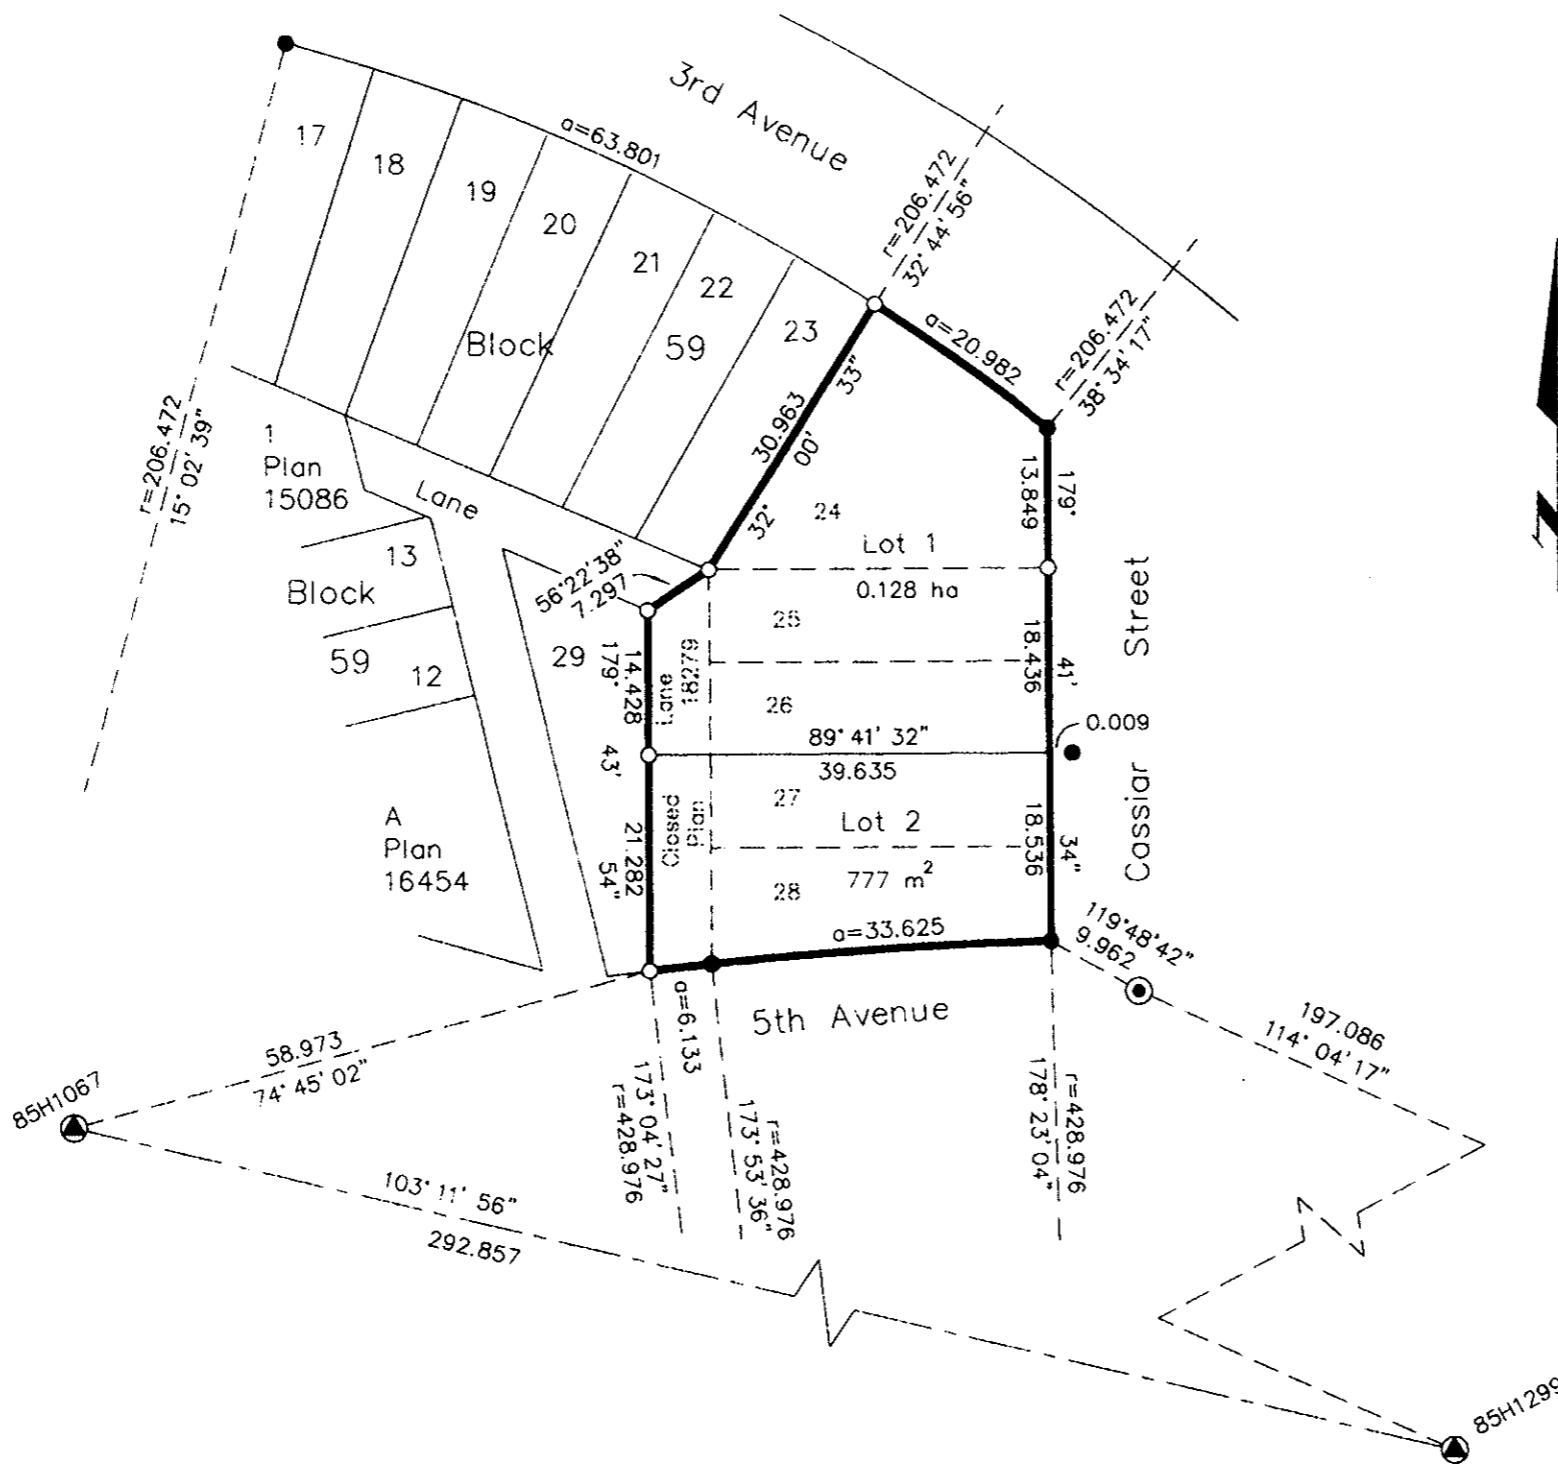 3rd Avenue
17
18
19
20
21
22
23
a=63.801
Block
59
r=206.472
32° 44' 56"
r=206.472
38° 34' 17"
a=20.982
r=206.472
15° 02' 39"
30.963
32° 00' 33"
1
Plan
15086
Lane
13
Block
59
12
56°22'38"
7.297
29
24
Lot 1
0.128 ha
25
26
89° 41' 32"
39.635
27
Lot 2
28
777 m²
13.849
18.436
18.536
179° 41' 34"
0.009
Cassiar Street
14.428
21.282
179° 43' 54"
Closed Lane
Plan 18279
A
Plan
16454
a=33.625
a=6.133
5th Avenue
119°48'42"
9.962
197.086
114° 04' 17"
58.973
74° 45' 02"
85H1067
173° 04' 27"
r=428.976
r=428.976
173° 53' 36"
r=428.976
178° 23' 04"
103° 11' 56"
292.857
85H1299